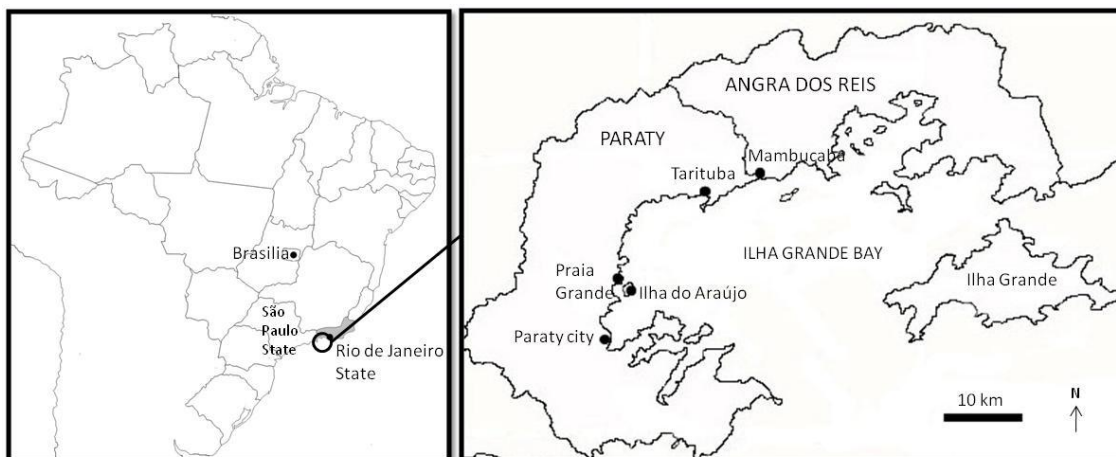 Brasilia
São
Paulo
State
Rio de Janeiro
State
ANGRA DOS REIS
PARATY
Mambucaba
Tarituba
ILHA GRANDE BAY
Praia
Grande
Ilha do Araújo
Ilha Grande
Paraty city
10 km
N